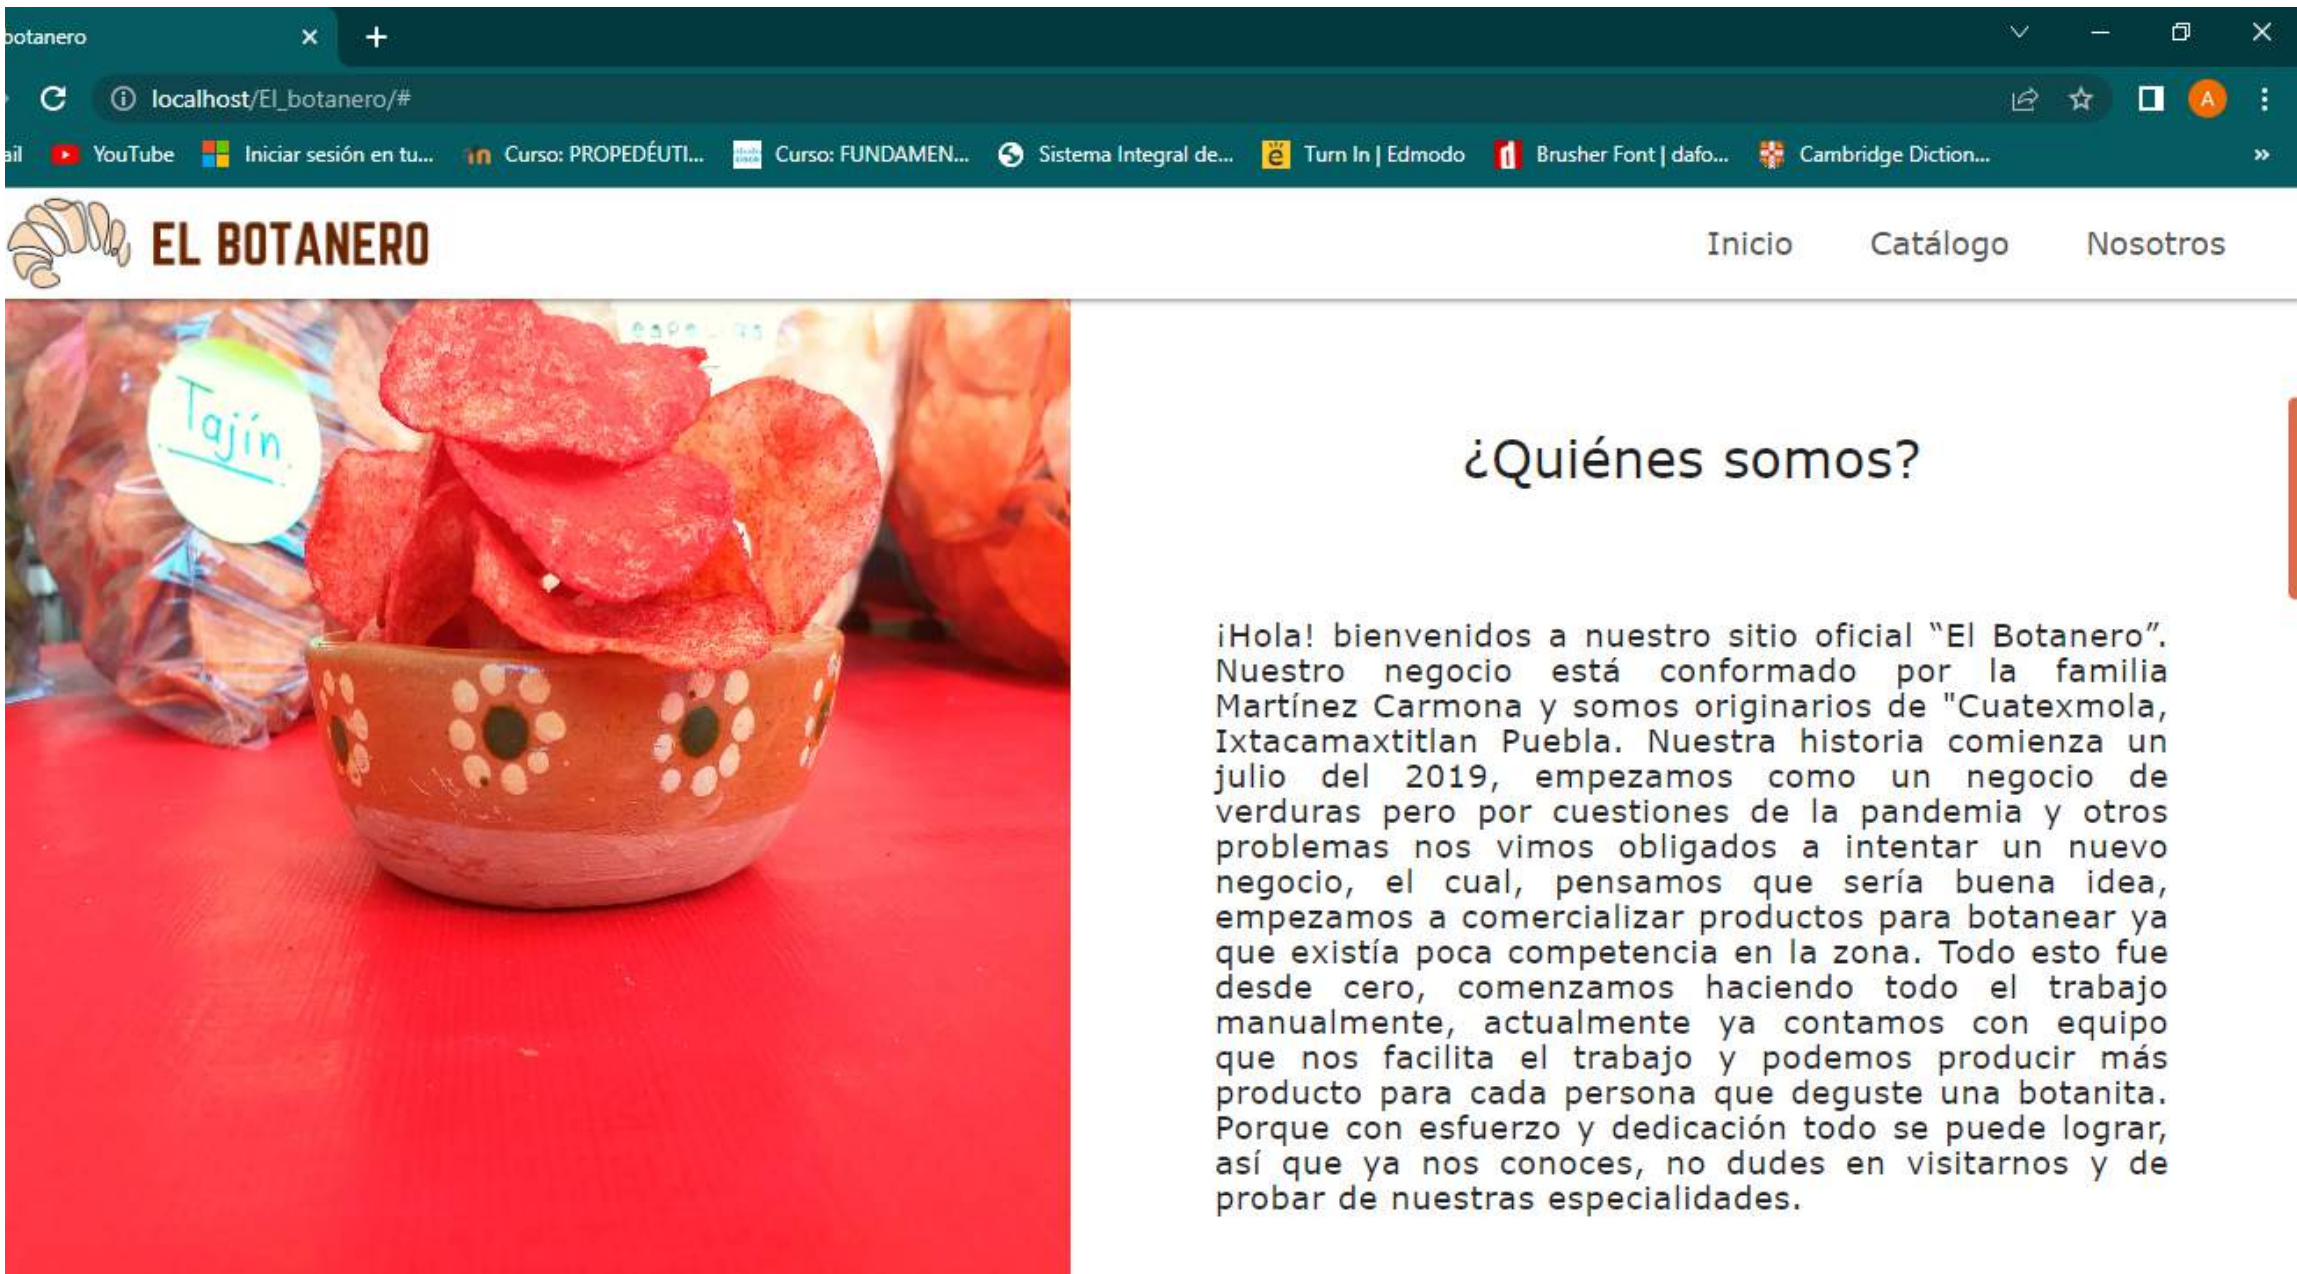 botanero
localhost/El_botanero/#
ail YouTube Iniciar sesión en tu... Curso: PROPEDÉUTI... Curso: FUNDAMEN... Sistema Integral de... Turn In | Edmodo Brusher Font | dafo... Cambridge Diction... »
EL BOTANERO
Inicio Catálogo Nosotros
Tajín
¿Quiénes somos?
¡Hola! bienvenidos a nuestro sitio oficial “El Botanero”.
Nuestro negocio está conformado por la familia
Martínez Carmona y somos originarios de "Cuatexmola,
Ixtacamaxtitlan Puebla. Nuestra historia comienza un
julio del 2019, empezamos como un negocio de
verduras pero por cuestiones de la pandemia y otros
problemas nos vimos obligados a intentar un nuevo
negocio, el cual, pensamos que sería buena idea,
empezamos a comercializar productos para botanear ya
que existía poca competencia en la zona. Todo esto fue
desde cero, comenzamos haciendo todo el trabajo
manualmente, actualmente ya contamos con equipo
que nos facilita el trabajo y podemos producir más
producto para cada persona que deguste una botanita.
Porque con esfuerzo y dedicación todo se puede lograr,
así que ya nos conoces, no dudes en visitarnos y de
probar de nuestras especialidades.